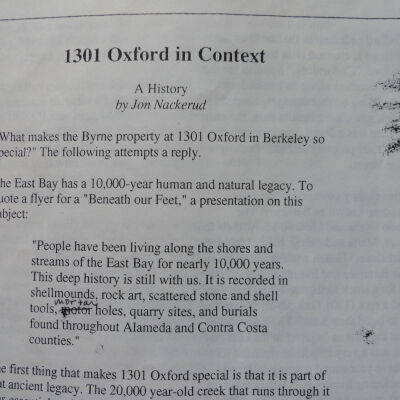 1301 Oxford in Context
A History
by Jon Nackerud
What makes the Byrne property at 1301 Oxford in Berkeley so
pecial?" The following attempts a reply.
he East Bay has a 10,000-year human and natural legacy. To
uote a flyer for a "Beneath our Feet," a presentation on this
bject:
"People have been living along the shores and
streams of the East Bay for nearly 10,000 years.
This deep history is still with us. It is recorded in
shellmounds, rock art, scattered stone and shell
mortar
tools, motor holes, quarry sites, and burials
found throughout Alameda and Contra Costa
counties."
e first thing that makes 1301 Oxford special is that it is part of
at ancient legacy. The 20,000 year-old creek that runs through it